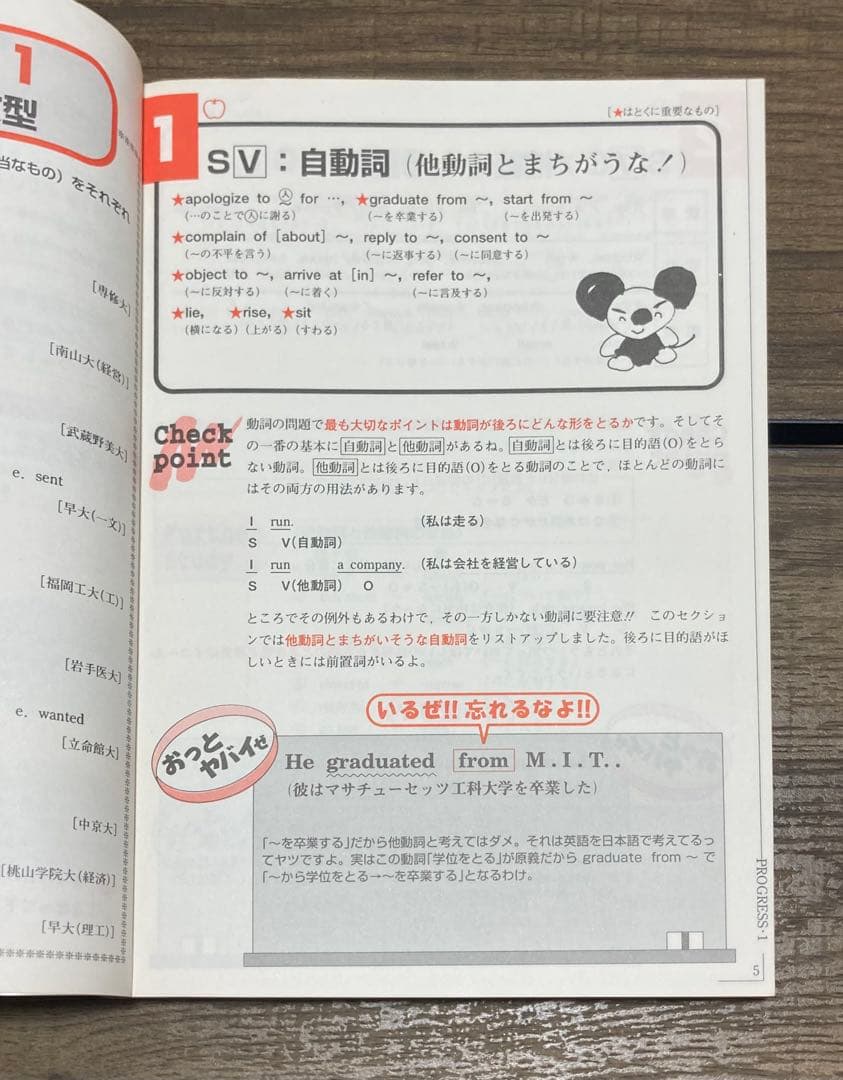 1
型
当なもの）をそれぞれ
［専修大］
［南山大（経営）］
［武蔵野美大］
e. sent
［早大（一文）］
［福岡工大（工）］
［岩手医大］
e. wanted
［立命館大］
［中京大］
［桃山学院大（経済）］
［早大（理工）］
［★はとくに重要なもの］
1
S V：自動詞（他動詞とまちがうな！）
★apologize to 人 for …, ★graduate from ～, start from ～
（…のことで人に謝る） （～を卒業する） （～を出発する）
★complain of [about] ～, reply to ～, consent to ～
（～の不平を言う） （～に返事する）（～に同意する）
★object to ～, arrive at [in] ～, refer to ～,
（～に反対する） （～に着く） （～に言及する）
★lie, ★rise, ★sit
（横になる）（上がる）（すわる）
Check point
動詞の問題で最も大切なポイントは動詞が後ろにどんな形をとるかです。そしてそ
の一番の基本に自動詞と他動詞があるね。自動詞とは後ろに目的語（O）をとら
ない動詞。他動詞とは後ろに目的語（O）をとる動詞のことで，ほとんどの動詞に
はその両方の用法があります。
I run. （私は走る）
S V（自動詞）
I run a company. （私は会社を経営している）
S V（他動詞） O
ところでその例外もあるわけで，その一方しかない動詞に要注意!! このセクショ
ンでは他動詞とまちがいそうな自動詞をリストアップしました。後ろに目的語がほ
しいときには前置詞がいるよ。
いるぜ!! 忘れるなよ!!
おっと
ヤバイぜ
He graduated from M.I.T..
（彼はマサチューセッツ工科大学を卒業した）
「～を卒業する」だから他動詞と考えてはダメ。それは英語を日本語で考えてるっ
てヤツですよ。実はこの動詞「学位をとる」が原義だから graduate from ～ で
「～から学位をとる→～を卒業する」となるわけ。
PROGRESS・1
5